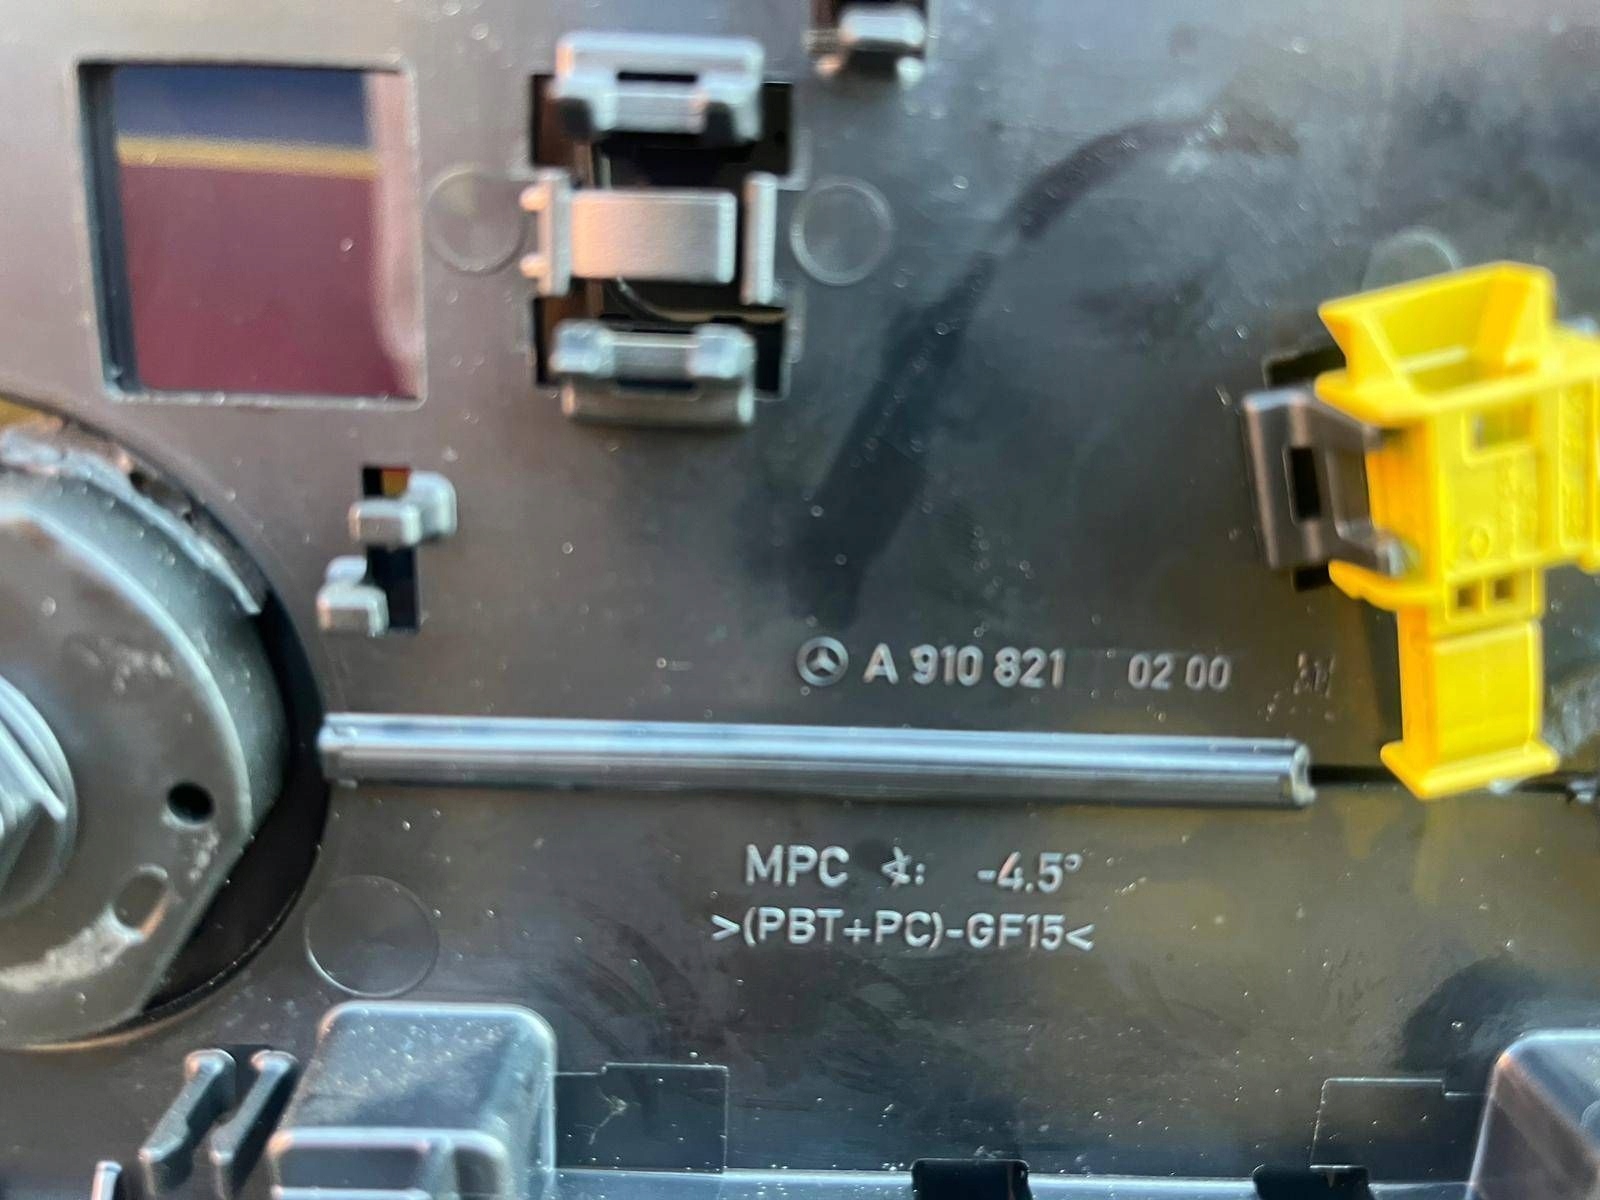 A 910 821 02 00
MPC ∢: -4.5°
>(PBT+PC)-GF15<